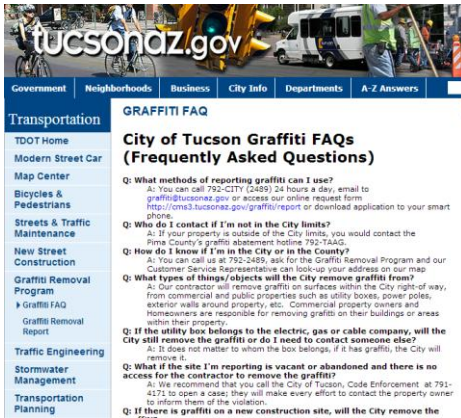 tucsonaz.gov
Government Neighborhoods Business City Info Departments A-Z Answers
Transportation
TDOT Home
Modern Street Car
Map Center
Bicycles &
Pedestrians
Streets & Traffic
Maintenance
New Street
Construction
Graffiti Removal
Program
Graffiti FAQ
Graffiti Removal
Report
Traffic Engineering
Stormwater
Management
Transportation
Planning
GRAFFITI FAQ
City of Tucson Graffiti FAQs
(Frequently Asked Questions)
Q: What methods of reporting graffiti can I use?
A: You can call 792-CITY (2489) 24 hours a day, email to
graffiti@tucsonaz.gov or access our online request form
http://cms3.tucsonaz.gov/graffiti/report or download application to your smart
phone.
Q: Who do I contact if I'm not in the City limits?
A: If your property is outside of the City limits, you would contact the
Pima County's graffiti abatement hotline 792-TAAG.
Q: How do I know if I'm in the City or in the County?
A: You can call us at 792-2489, ask for the Graffiti Removal Program and our
Customer Service Representative can look-up your address on our map
Q: What types of things/objects will the City remove graffiti from?
A: Our contractor will remove graffiti on surfaces within the City right-of way,
from commercial and public properties such as utility boxes, power poles,
exterior walls around property, etc. Commercial property owners and
Homeowners are responsible for removing grafitti on their buildings or areas
within their property.
Q: If the utility box belongs to the electric, gas or cable company, will the
City still remove the graffiti or do I need to contact someone else?
A: It does not matter to whom the box belongs, if it has graffiti, the City will
remove it.
Q: What if the site I'm reporting is vacant or abandoned and there is no
access for the contractor to remove the graffiti?
A: We recommend that you call the City of Tucson, Code Enforcement at 791-
4171 to open a case; they will make every effort to contact the property owner
to inform them of the violation.
Q: If there is graffiti on a new construction site, will the City remove the